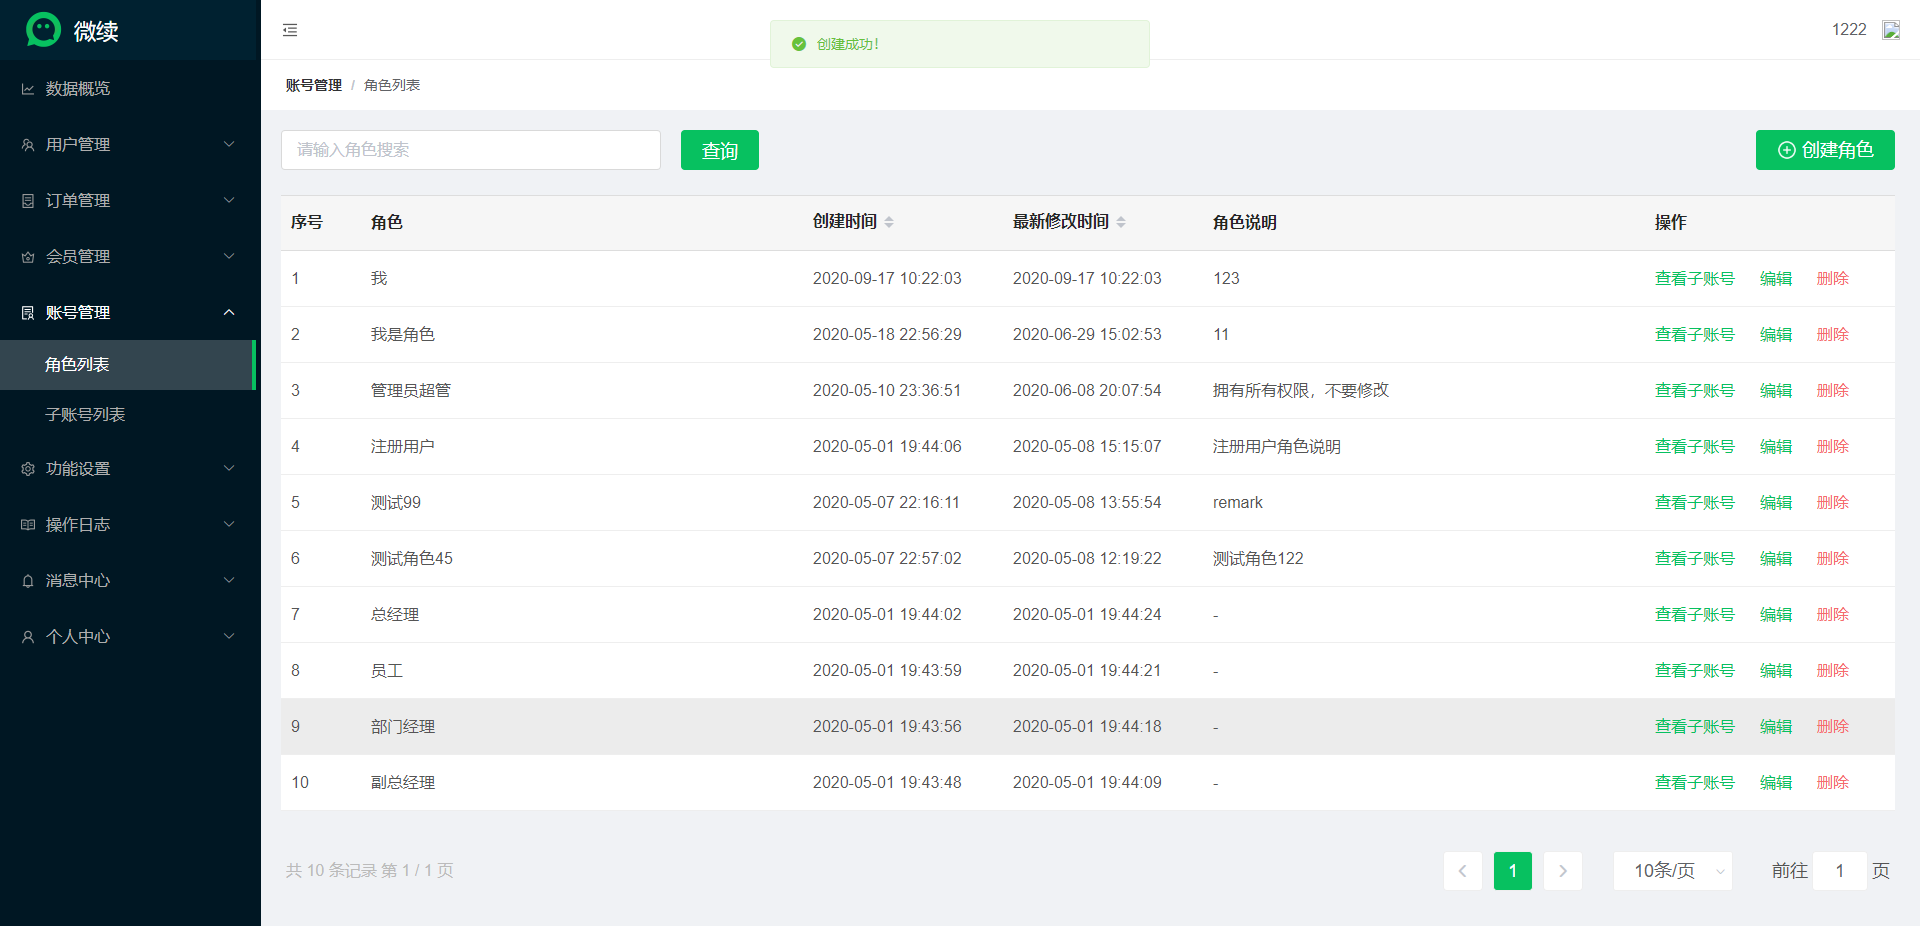 微续
数据概览
用户管理
订单管理
会员管理
账号管理
角色列表
子账号列表
功能设置
操作日志
消息中心
个人中心
创建成功！
1222
账号管理 / 角色列表
请输入角色搜索 查询 创建角色
序号 角色 创建时间 最新修改时间 角色说明 操作
1 我 2020-09-17 10:22:03 2020-09-17 10:22:03 123 查看子账号 编辑 删除
2 我是角色 2020-05-18 22:56:29 2020-06-29 15:02:53 11 查看子账号 编辑 删除
3 管理员超管 2020-05-10 23:36:51 2020-06-08 20:07:54 拥有所有权限，不要修改 查看子账号 编辑 删除
4 注册用户 2020-05-01 19:44:06 2020-05-08 15:15:07 注册用户角色说明 查看子账号 编辑 删除
5 测试99 2020-05-07 22:16:11 2020-05-08 13:55:54 remark 查看子账号 编辑 删除
6 测试角色45 2020-05-07 22:57:02 2020-05-08 12:19:22 测试角色122 查看子账号 编辑 删除
7 总经理 2020-05-01 19:44:02 2020-05-01 19:44:24 - 查看子账号 编辑 删除
8 员工 2020-05-01 19:43:59 2020-05-01 19:44:21 - 查看子账号 编辑 删除
9 部门经理 2020-05-01 19:43:56 2020-05-01 19:44:18 - 查看子账号 编辑 删除
10 副总经理 2020-05-01 19:43:48 2020-05-01 19:44:09 - 查看子账号 编辑 删除
共 10 条记录 第 1 / 1 页 1 10条/页 前往 1 页